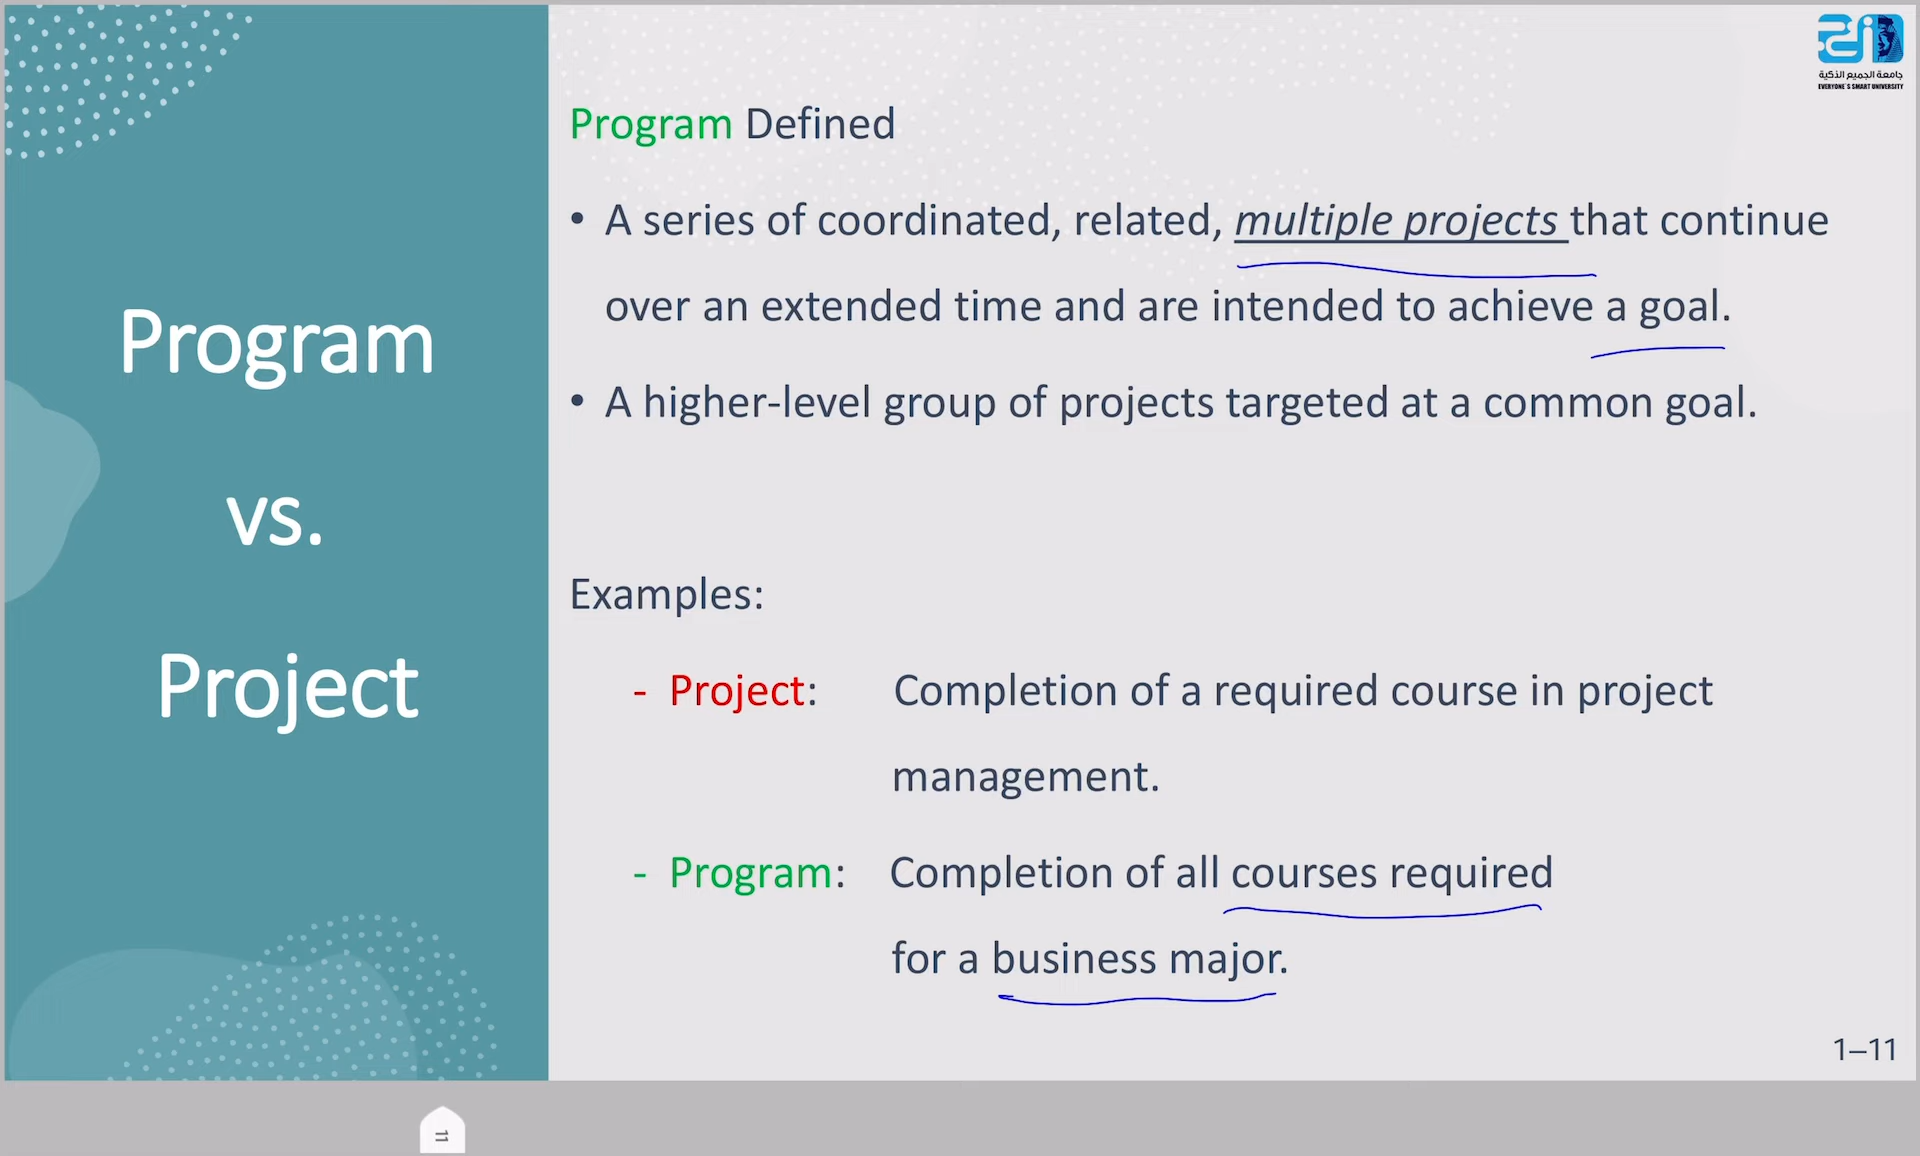 جامعة الجميع الذكية
EVERYONE'S SMART UNIVERSITY
Program
vs.
Project
Program Defined
• A series of coordinated, related, multiple projects that continue
over an extended time and are intended to achieve a goal.
• A higher-level group of projects targeted at a common goal.
Examples:
- Project: Completion of a required course in project
management.
- Program: Completion of all courses required
for a business major.
1–11
11